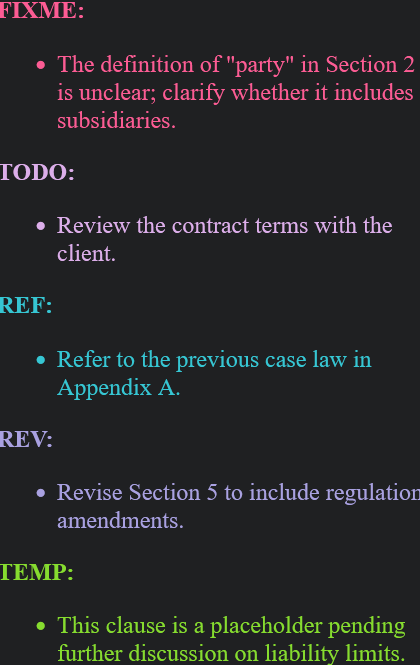 FIXME:
• The definition of "party" in Section 2
is unclear; clarify whether it includes
subsidiaries.
TODO:
• Review the contract terms with the
client.
REF:
• Refer to the previous case law in
Appendix A.
REV:
• Revise Section 5 to include regulation
amendments.
TEMP:
• This clause is a placeholder pending
further discussion on liability limits.